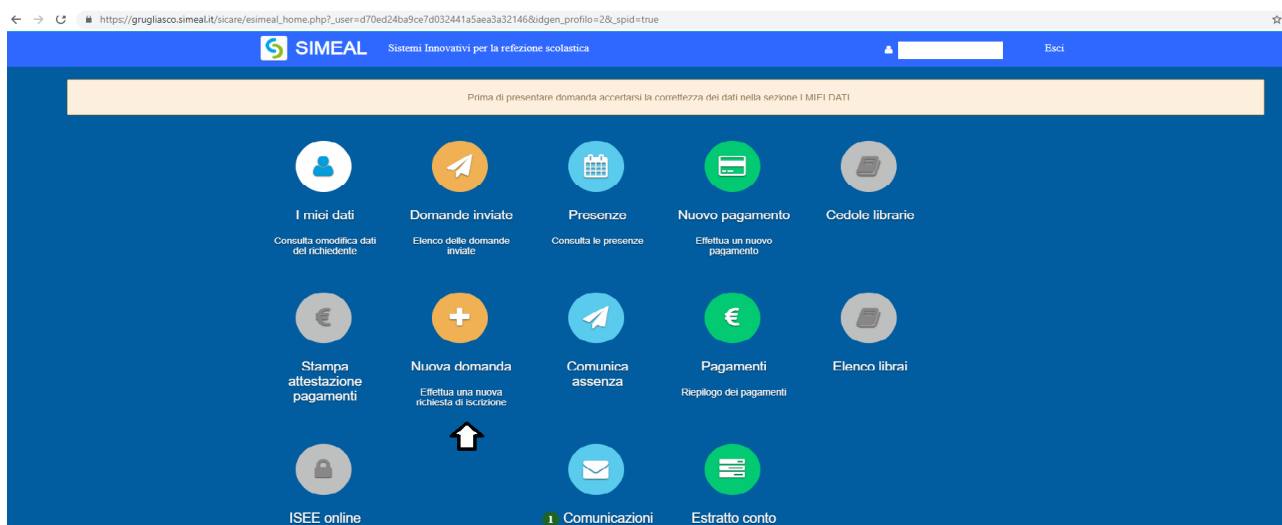 https://grugliasco.simeal.it/sicare/esimeal_home.php?_user=d70ed24ba9ce7d032441a5aea3a32146&idgen_profilo=2&_spid=true
SIMEAL
Sistemi Innovativi per la refezione scolastica
Esci
Prima di presentare domanda accertarsi la correttezza dei dati nella sezione I MIEI DATI
I miei dati
Consulta omodifica dati
del richiedente
Domande inviate
Elenco delle domande
inviate
Presenze
Consulta le presenze
Nuovo pagamento
Effettua un nuovo
pagamento
Cedole librarie
Stampa
attestazione
pagamenti
Nuova domanda
Effettua una nuova
richiesta di iscrizione
Comunica
assenza
Pagamenti
Riepilogo dei pagamenti
Elenco librai
ISEE online
1 Comunicazioni
Estratto conto